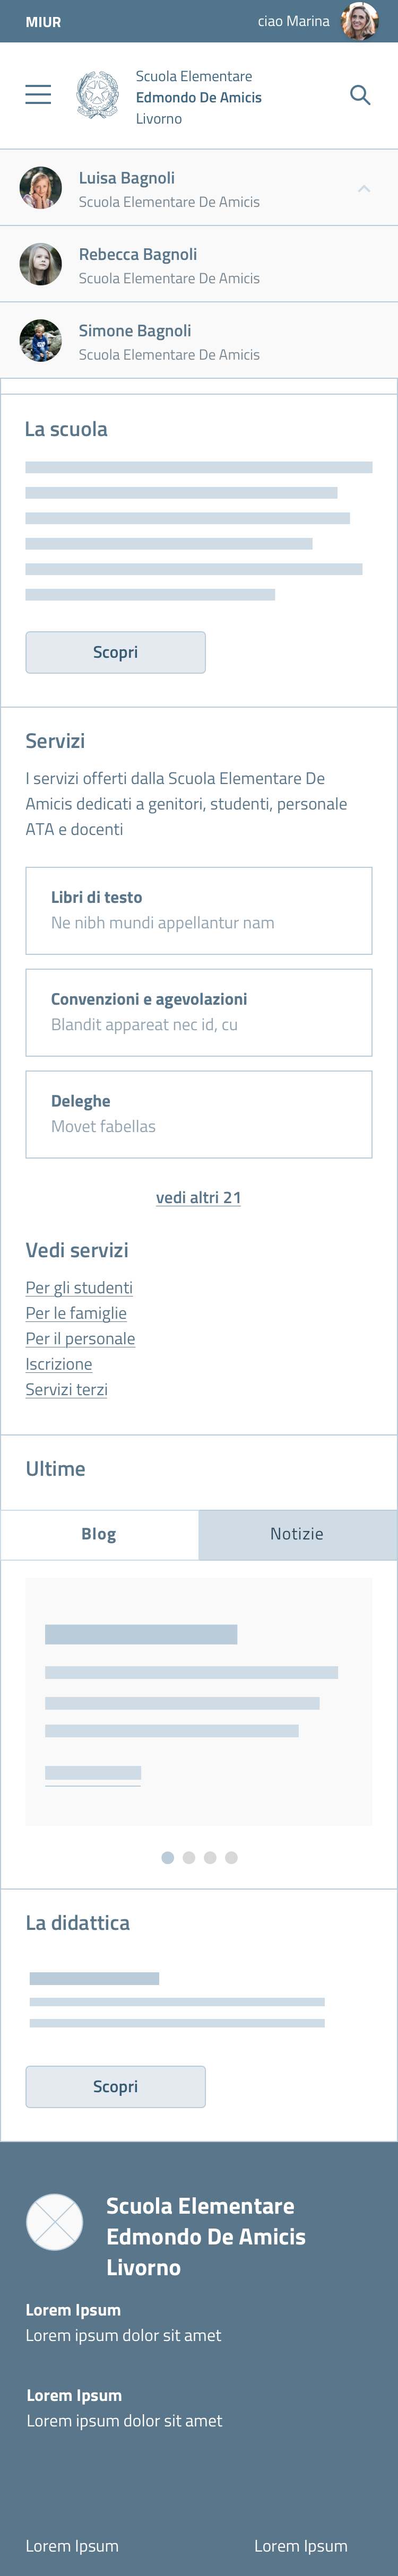 MIUR
ciao Marina
Scuola Elementare
Edmondo De Amicis
Livorno
Luisa Bagnoli
Scuola Elementare De Amicis
Rebecca Bagnoli
Scuola Elementare De Amicis
Simone Bagnoli
Scuola Elementare De Amicis
La scuola
Scopri
Servizi
I servizi offerti dalla Scuola Elementare De
Amicis dedicati a genitori, studenti, personale
ATA e docenti
Libri di testo
Ne nibh mundi appellantur nam
Convenzioni e agevolazioni
Blandit appareat nec id, cu
Deleghe
Movet fabellas
vedi altri 21
Vedi servizi
Per gli studenti
Per le famiglie
Per il personale
Iscrizione
Servizi terzi
Ultime
Blog
Notizie
La didattica
Scopri
Scuola Elementare
Edmondo De Amicis
Livorno
Lorem Ipsum
Lorem ipsum dolor sit amet
Lorem Ipsum
Lorem ipsum dolor sit amet
Lorem Ipsum
Lorem Ipsum